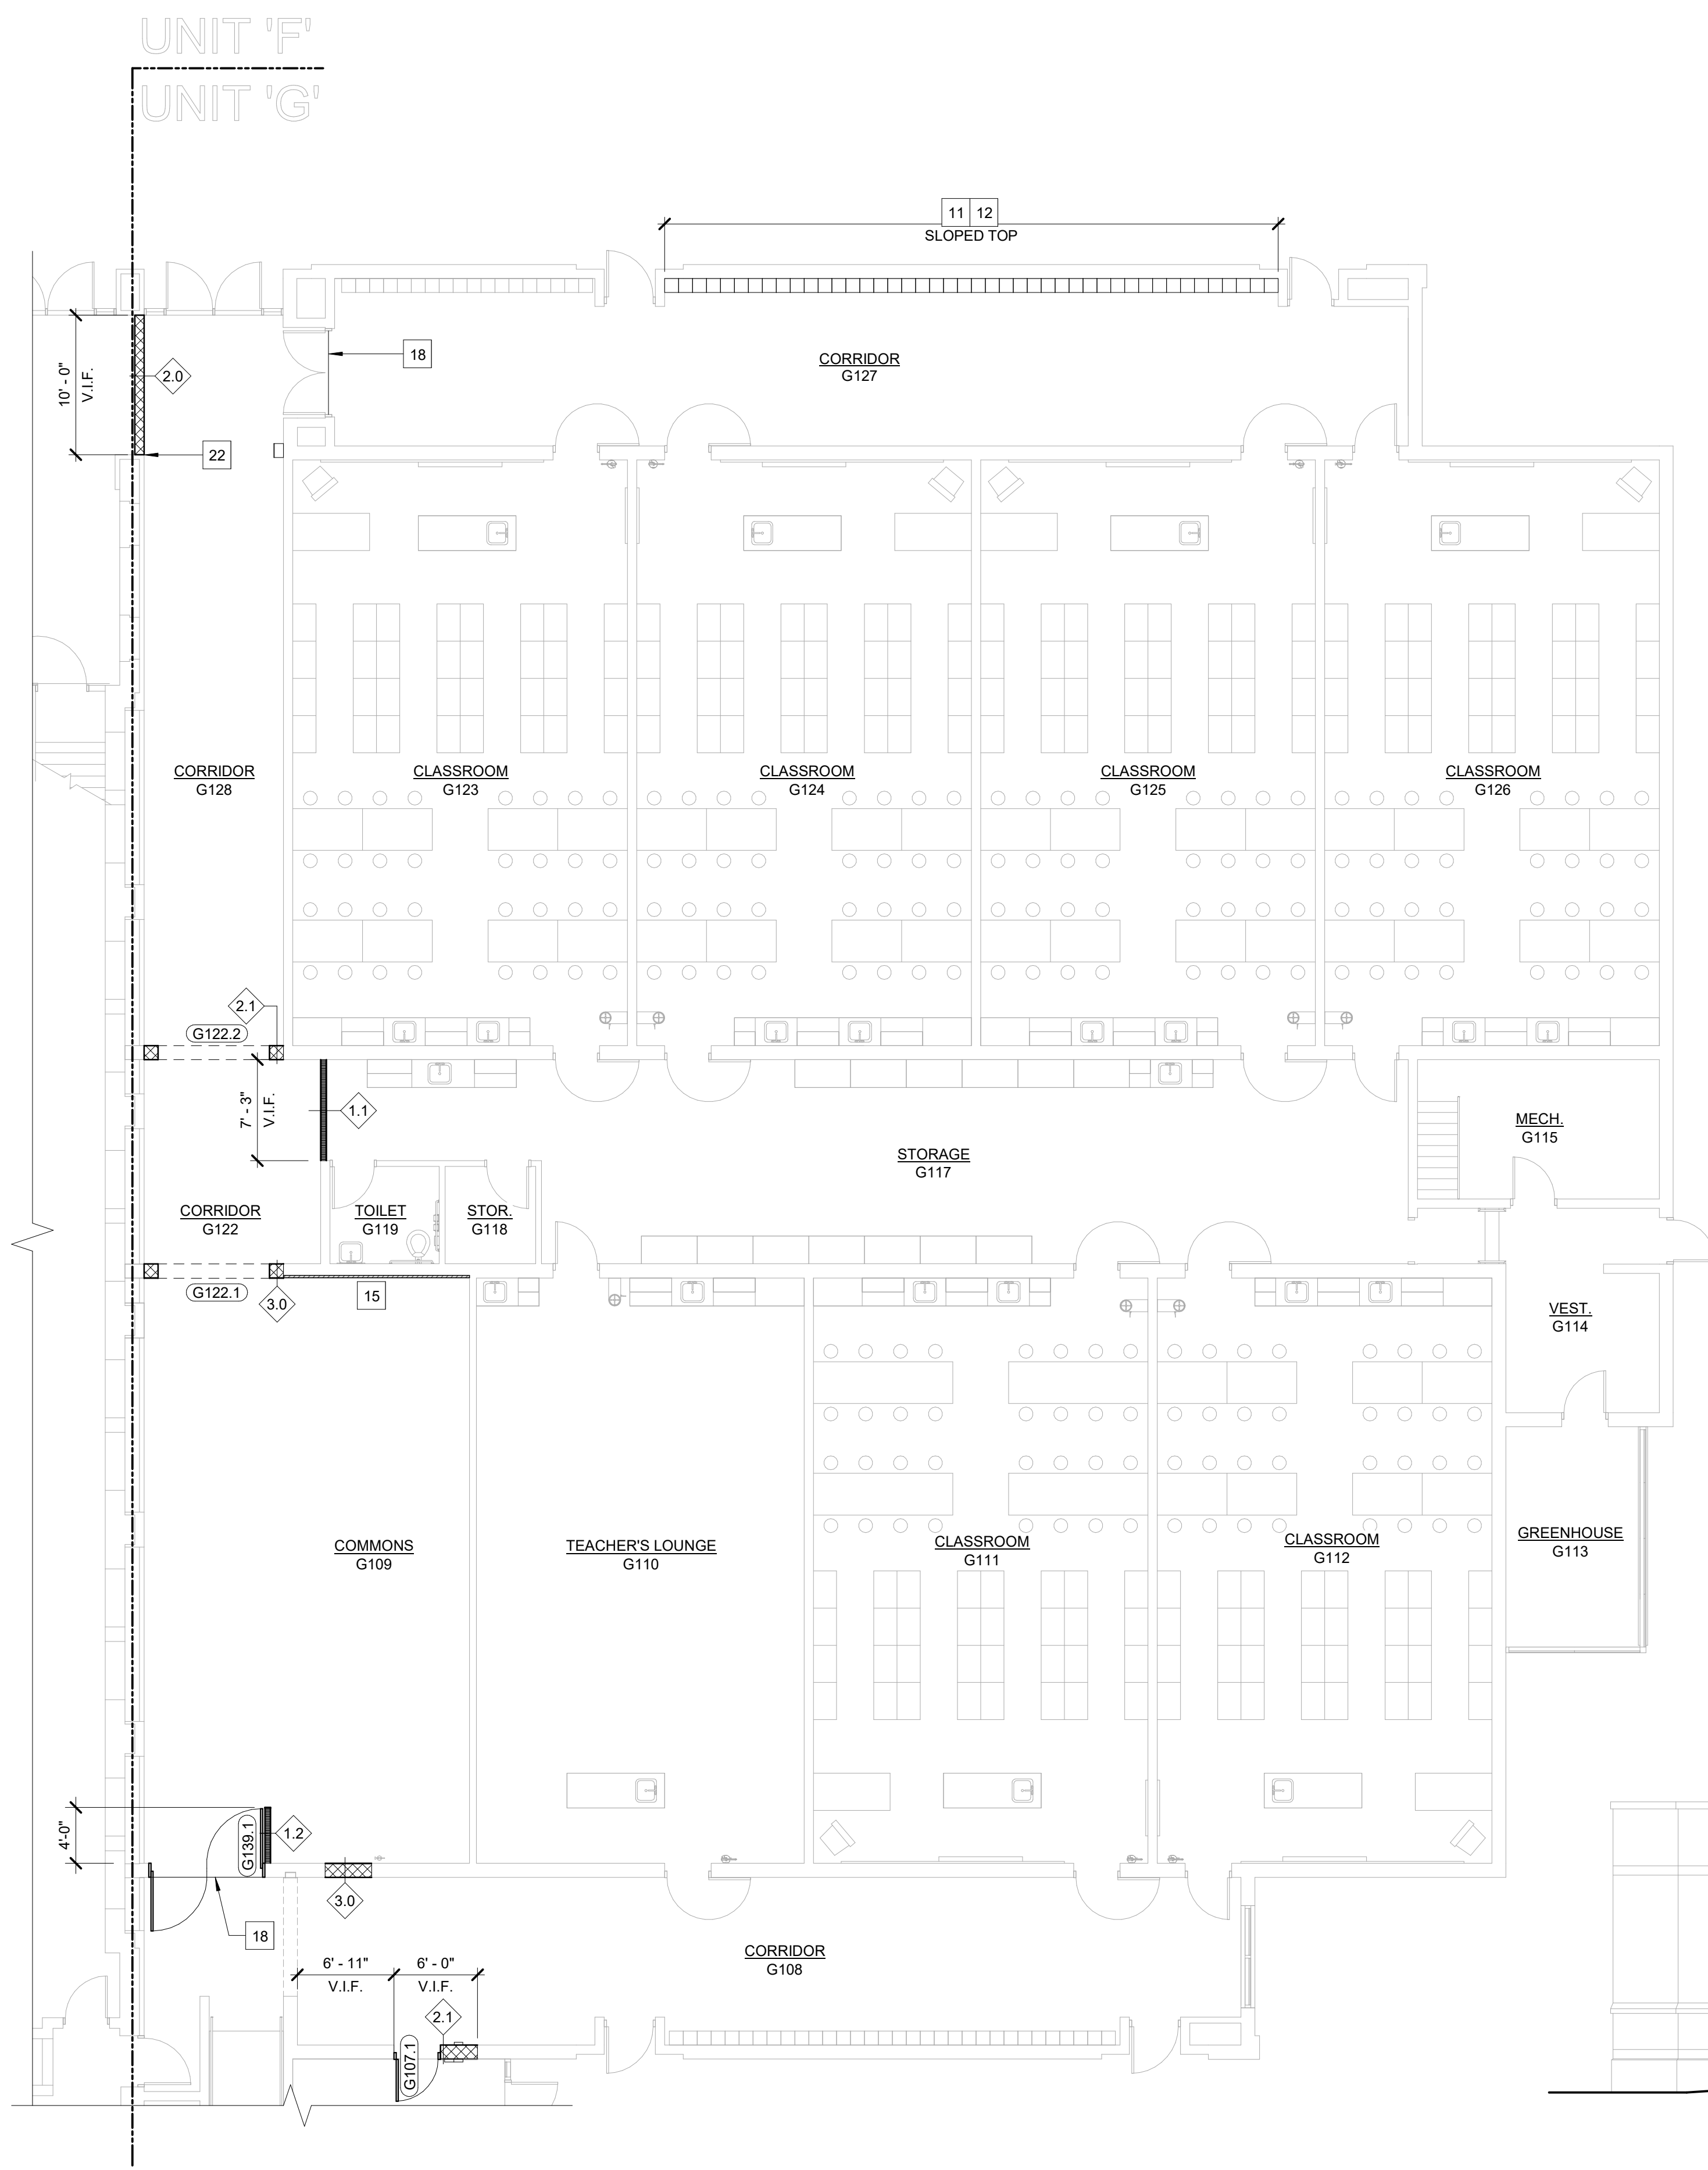 UNIT 'F'
UNIT 'G'
11 12
SLOPED TOP
10' - 0"
V.I.F.
2.0
18
CORRIDOR
G127
22
CORRIDOR
G128
CLASSROOM
G123
CLASSROOM
G124
CLASSROOM
G125
CLASSROOM
G126
2.1
G122.2
7' - 3"
V.I.F.
1.1
MECH.
G115
STORAGE
G117
CORRIDOR
G122
TOILET
G119
STOR.
G118
G122.1
3.0
15
VEST.
G114
COMMONS
G109
TEACHER'S LOUNGE
G110
CLASSROOM
G111
CLASSROOM
G112
GREENHOUSE
G113
4'-0"
G139.1
1.2
3.0
18
CORRIDOR
G108
6' - 11"
V.I.F.
6' - 0"
V.I.F.
2.1
G107.1